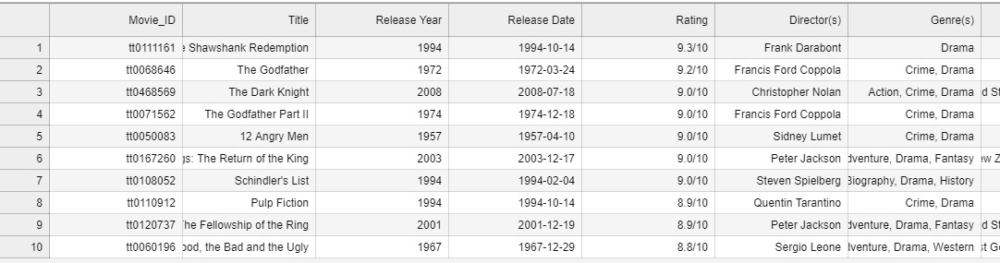 Movie_ID Title Release Year Release Date Rating Director(s) Genre(s)
1 tt0111161 Shawshank Redemption 1994 1994-10-14 9.3/10 Frank Darabont Drama
2 tt0068646 The Godfather 1972 1972-03-24 9.2/10 Francis Ford Coppola Crime, Drama
3 tt0468569 The Dark Knight 2008 2008-07-18 9.0/10 Christopher Nolan Action, Crime, Drama
4 tt0071562 The Godfather Part II 1974 1974-12-18 9.0/10 Francis Ford Coppola Crime, Drama
5 tt0050083 12 Angry Men 1957 1957-04-10 9.0/10 Sidney Lumet Crime, Drama
6 tt0167260 The Return of the King 2003 2003-12-17 9.0/10 Peter Jackson Drama, Fantasy
7 tt0108052 Schindler's List 1994 1994-02-04 9.0/10 Steven Spielberg Biography, Drama, History
8 tt0110912 Pulp Fiction 1994 1994-10-14 8.9/10 Quentin Tarantino Crime, Drama
9 tt0120737 The Fellowship of the Ring 2001 2001-12-19 8.9/10 Peter Jackson Drama, Fantasy
10 tt0060196 the Bad and the Ugly 1967 1967-12-29 8.8/10 Sergio Leone Drama, Western